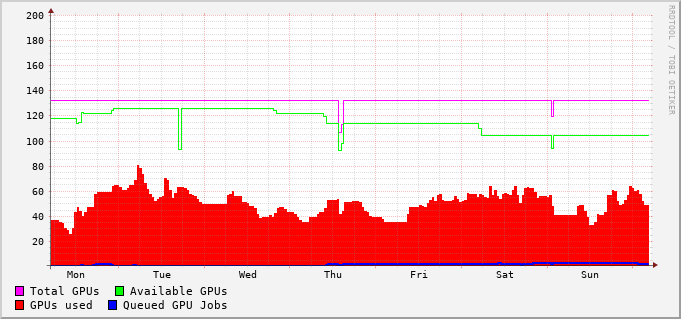 200
180
160
140
120
100
80
60
40
20
Mon Tue Wed Thu Fri Sat Sun
Total GPUs Available GPUs
GPUs used Queued GPU Jobs
RRDTOOL / TOBI OETIKER